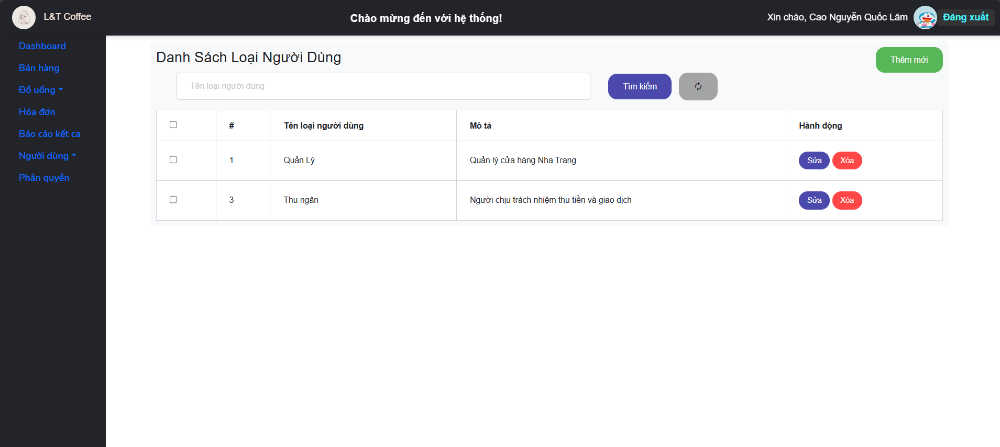 L&T Coffee
Chào mừng đến với hệ thống!
Xin chào, Cao Nguyễn Quốc Lâm
Đăng xuất
Dashboard
Bán hàng
Đồ uống
Hóa đơn
Báo cáo kết ca
Người dùng
Phân quyền
Danh Sách Loại Người Dùng
Thêm mới
Tên loại người dùng
Tìm kiếm
# Tên loại người dùng Mô tả Hành động
1 Quản Lý Quản lý cửa hàng Nha Trang Sửa Xóa
3 Thu ngân Người chịu trách nhiệm thu tiền và giao dịch Sửa Xóa